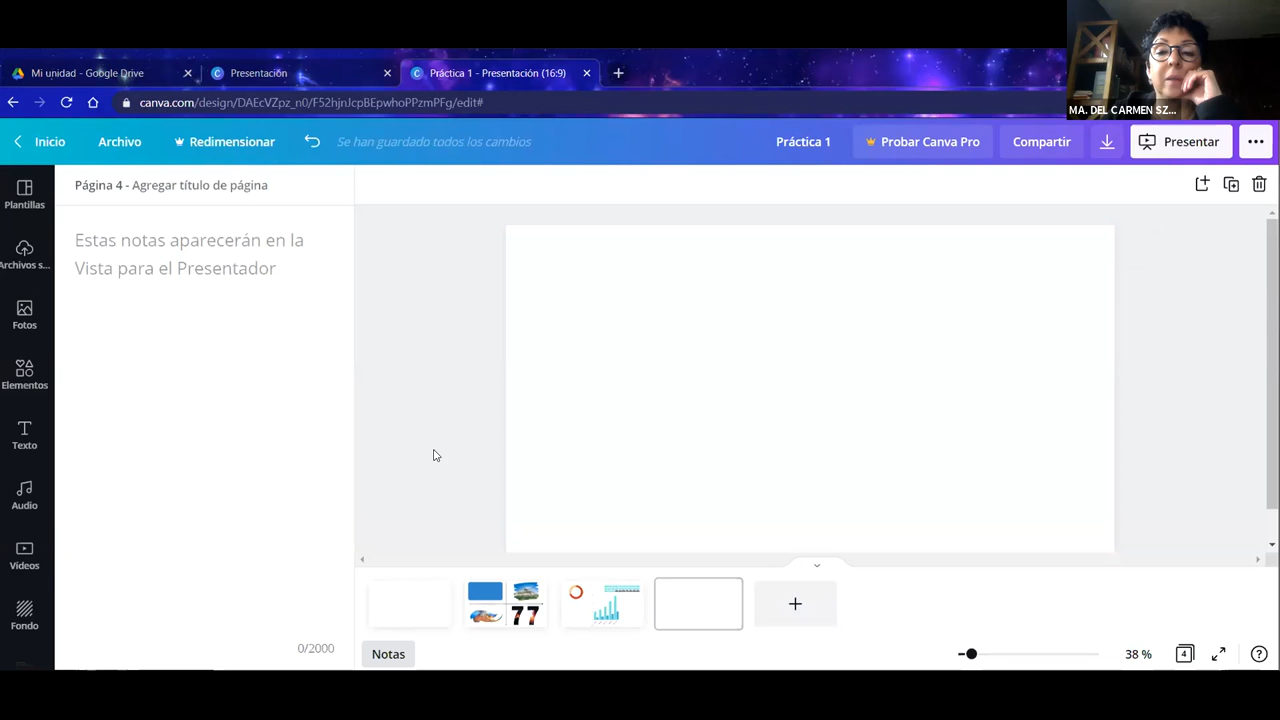 Mi unidad - Google Drive
Presentación
Práctica 1 - Presentación (16:9)
canva.com/design/DAEcVZpz_n0/F52hjnJcpBEpwhoPPzmPFg/edit#
MA. DEL CARMEN SZ...
Inicio
Archivo
Redimensionar
Se han guardado todos los cambios
Práctica 1
Probar Canva Pro
Compartir
Presentar
Página 4 - Agregar título de página
Estas notas aparecerán en la
Vista para el Presentador
Plantillas
Archivos s...
Fotos
Elementos
Texto
Audio
Vídeos
Fondo
77
0/2000
Notas
38 %
4